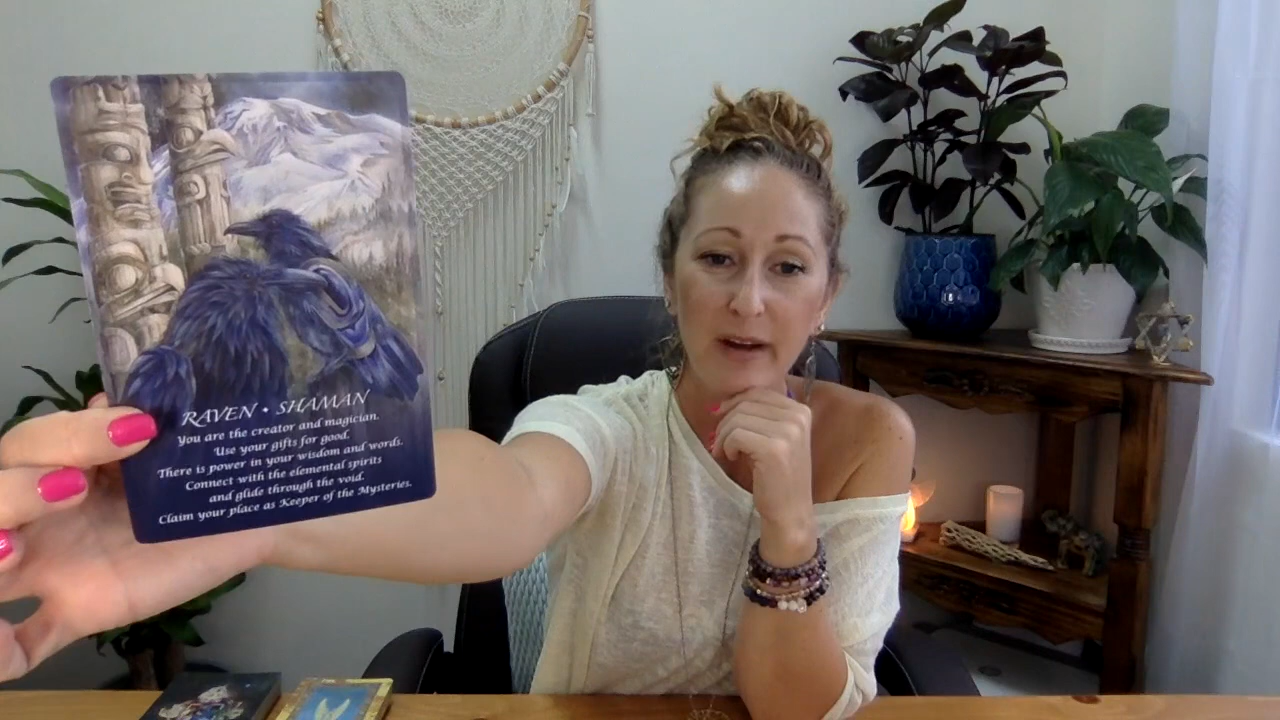 RAVEN • SHAMAN
You are the creator and magician.
Use your gifts for good.
There is power in your wisdom and words.
Connect with the elemental spirits
and glide through the void.
Claim your place as Keeper of the Mysteries.